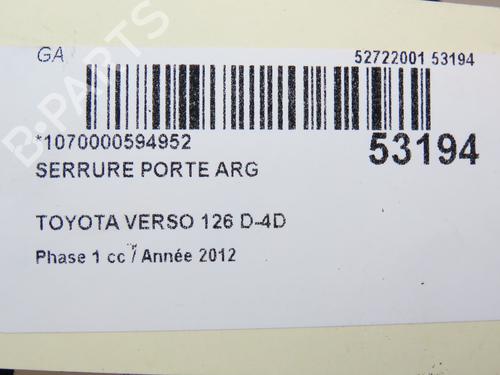 GA 52722001 53194
*1070000594952 53194
SERRURE PORTE ARG
TOYOTA VERSO 126 D-4D
Phase 1 cc / Année 2012
B-PARTS